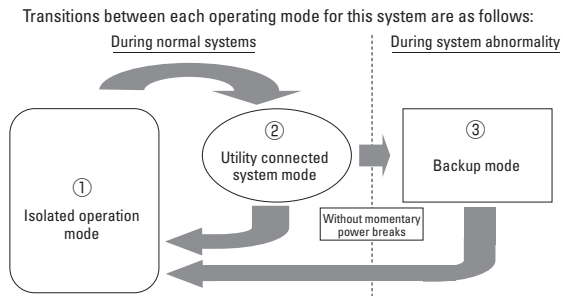 Transitions between each operating mode for this system are as follows:
During normal systems
During system abnormality
①
Isolated operation
mode
②
Utility connected
system mode
③
Backup mode
Without momentary
power breaks